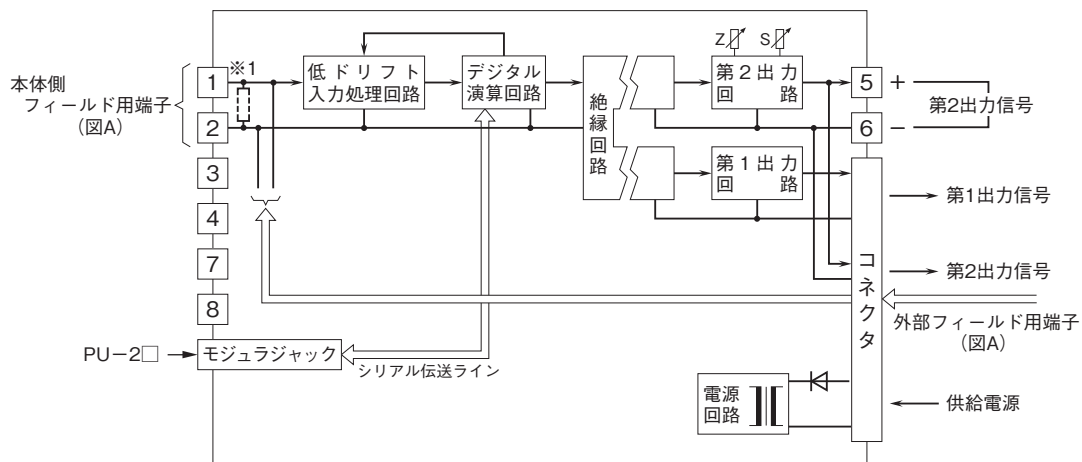 本体側
フィールド用端子
(図A)
1
2
3
4
7
8
※1
低ドリフト
入力処理回路
デジタル
演算回路
絶縁回路
Z
S
第2出力
回　　路
第1出力
回　　路
5
6
+
−
第2出力信号
第1出力信号
第2出力信号
コネクタ
外部フィールド用端子
(図A)
PU−2□
モジュラジャック
シリアル伝送ライン
電源
回路
供給電源